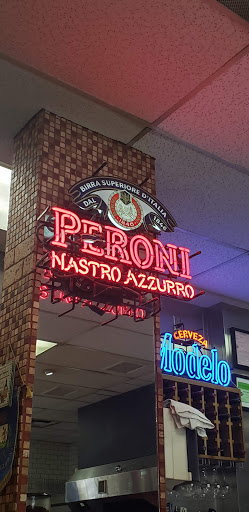 BIRRA SUPERIORE D'ITALIA
DAL 1846
PERONI
NASTRO AZZURRO
CERVEZA
Modelo